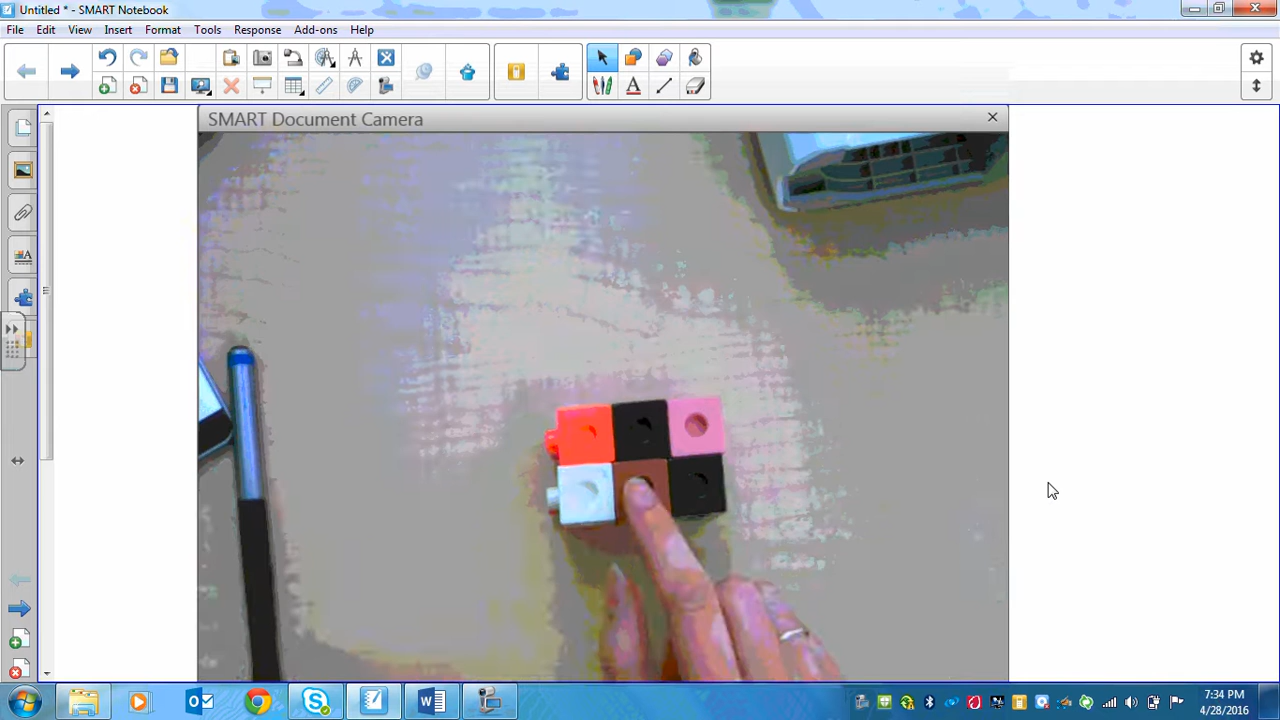 Untitled * - SMART Notebook
File Edit View Insert Format Tools Response Add-ons Help
SMART Document Camera
7:34 PM
4/28/2016